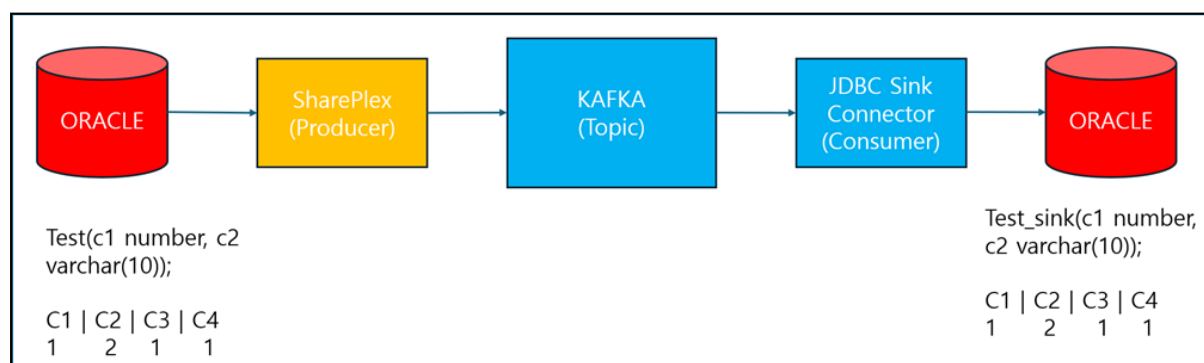 ORACLE
SharePlex
(Producer)
KAFKA
(Topic)
JDBC Sink
Connector
(Consumer)
ORACLE
Test(c1 number, c2
varchar(10));
C1 | C2 | C3 | C4
1 2 1 1
Test_sink(c1 number,
c2 varchar(10));
C1 | C2 | C3 | C4
1 2 1 1